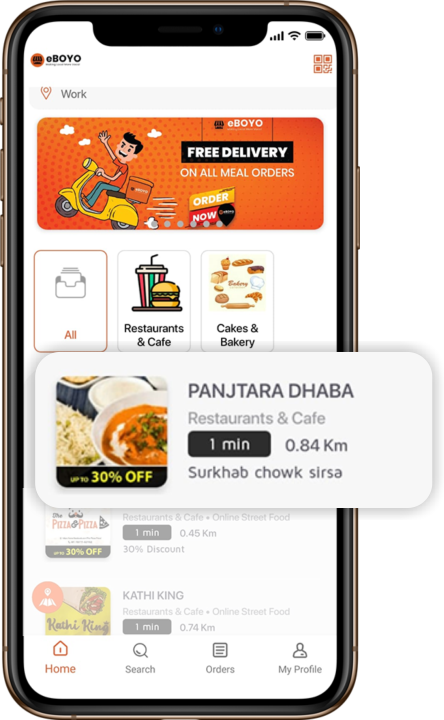 eBOYO
Work
eBOYO
FREE DELIVERY
ON ALL MEAL ORDERS
ORDER
NOW
eBOYO
All
Restaurants
& Cafe
Cakes &
Bakery
Bakery
PANJTARA DHABA
Restaurants & Cafe
1 min 0.84 Km
Surkhab chowk sirsa
UP TO 30% OFF
PIZZA PIZZA
Restaurants & Cafe • Online Street Food
1 min 0.45 Km
30% Discount
UP TO 30% OFF
KATHI KING
Restaurants & Cafe • Online Street Food
1 min 0.74 Km
Kathi King
Home
Search
Orders
My Profile